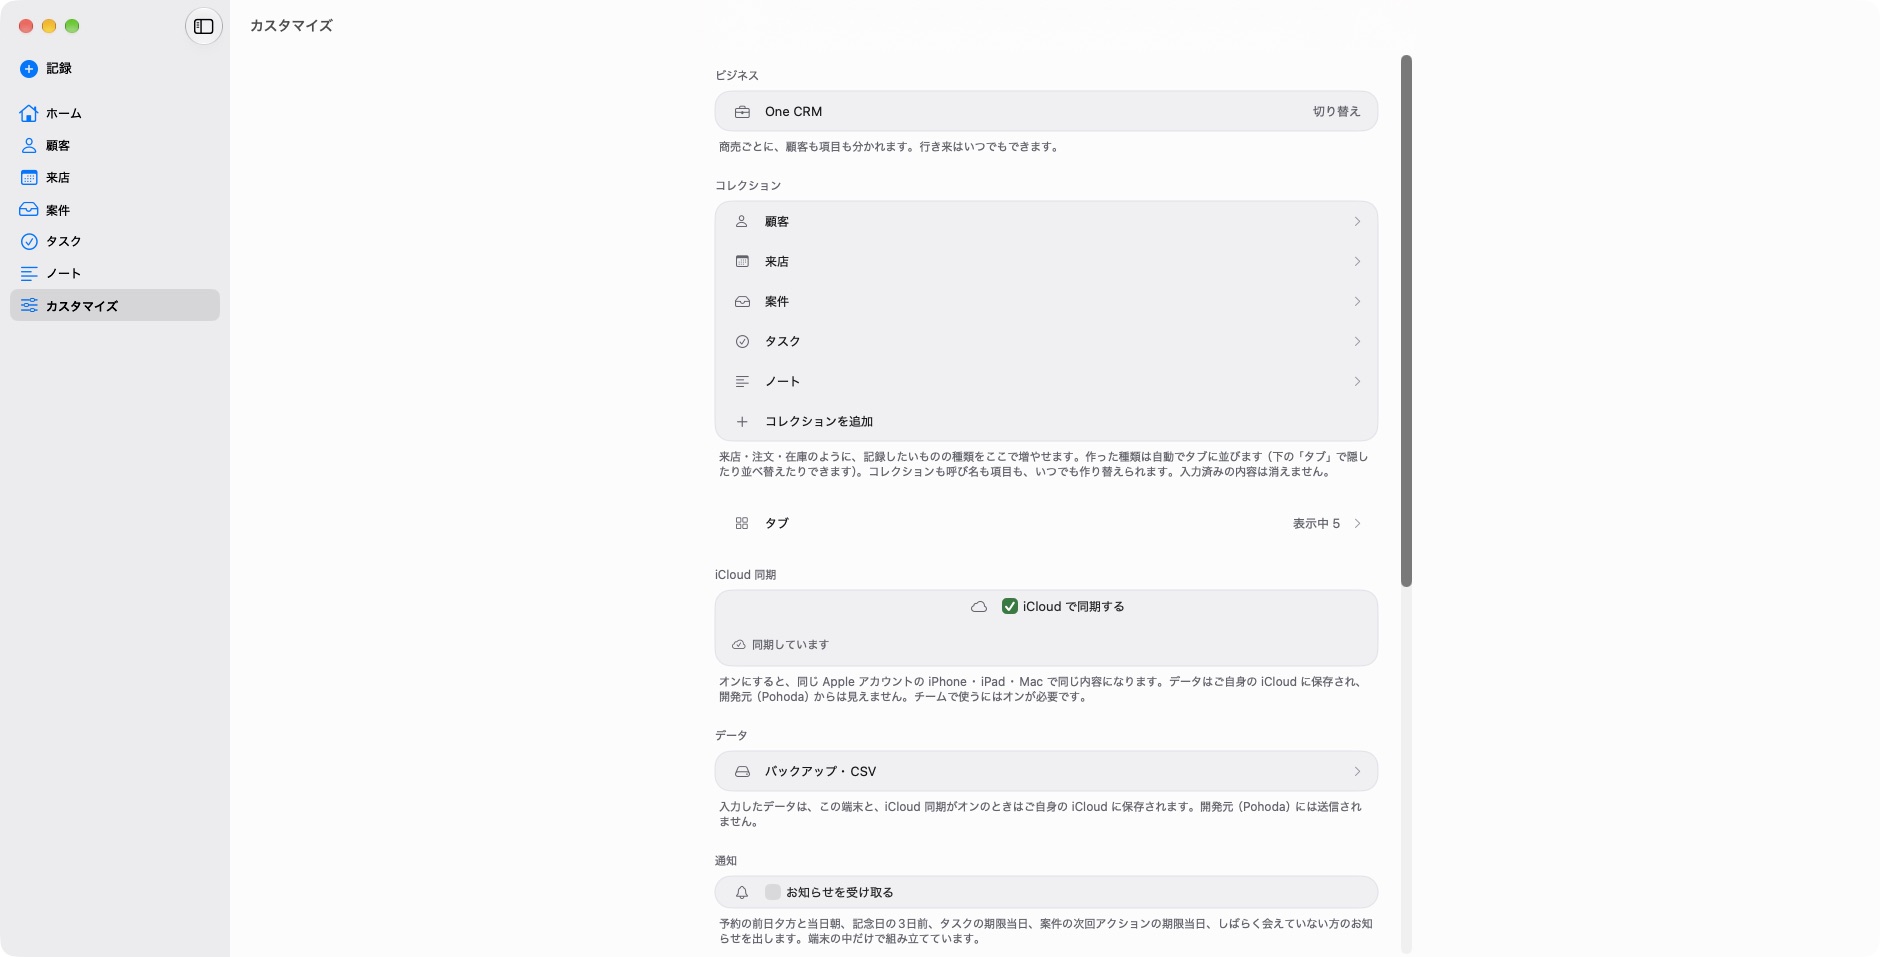 カスタマイズ
記録
ホーム
顧客
来店
案件
タスク
ノート
カスタマイズ
ビジネス
One CRM 切り替え
商売ごとに、顧客も項目も分かれます。行き来はいつでもできます。
コレクション
顧客
来店
案件
タスク
ノート
コレクションを追加
来店・注文・在庫のように、記録したいものの種類をここで増やせます。作った種類は自動でタブに並びます（下の「タブ」で隠し
たり並べ替えたりできます）。コレクションも呼び名も項目も、いつでも作り替えられます。入力済みの内容は消えません。
タブ 表示中 5
iCloud 同期
iCloud で同期する
同期しています
オンにすると、同じ Apple アカウントの iPhone・iPad・Mac で同じ内容になります。データはご自身の iCloud に保存され、
開発元（Pohoda）からは見えません。チームで使うにはオンが必要です。
データ
バックアップ・CSV
入力したデータは、この端末と、iCloud 同期がオンのときはご自身の iCloud に保存されます。開発元（Pohoda）には送信され
ません。
通知
お知らせを受け取る
予約の前日夕方と当日朝、記念日の3日前、タスクの期限当日、案件の次回アクションの期限当日、しばらく会えていない方のお知
らせを出します。端末の中だけで組み立てています。